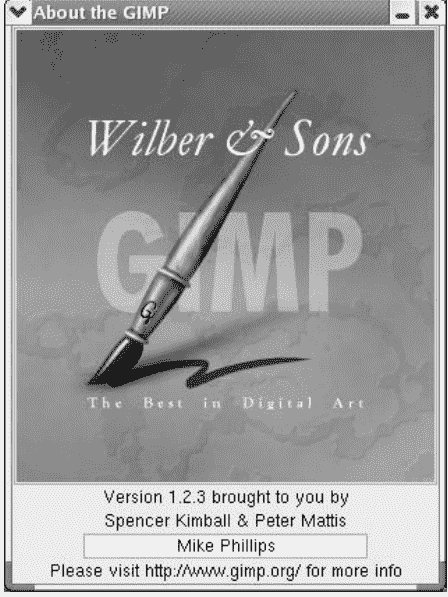 About the GIMP
Wilber & Sons
GIMP
G
The Best in Digital Art
Version 1.2.3 brought to you by
Spencer Kimball & Peter Mattis
Mike Phillips
Please visit http://www.gimp.org/ for more info